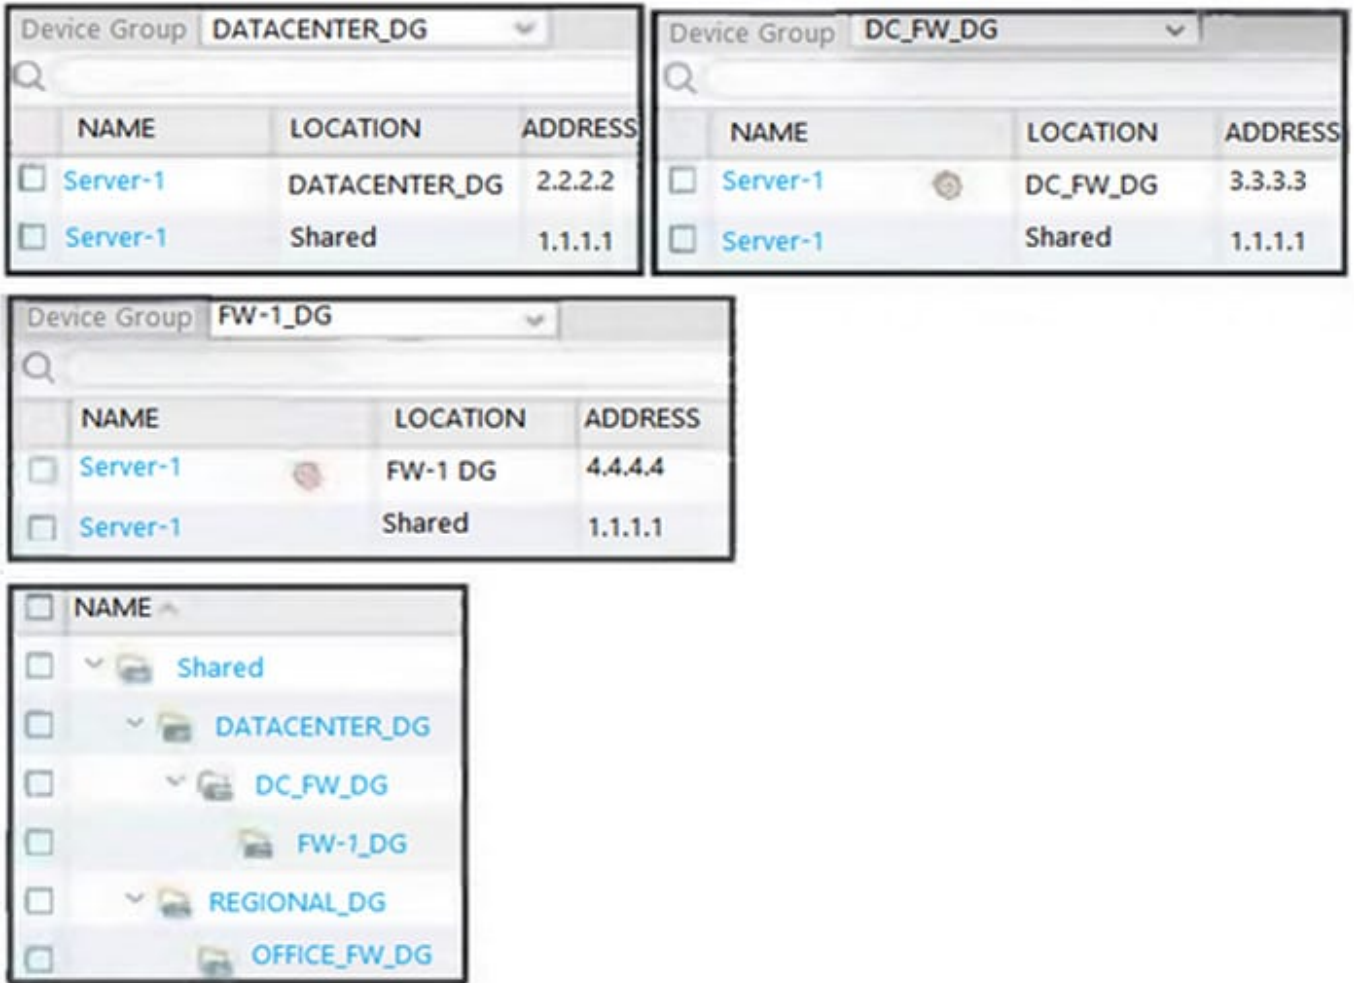 Device Group DATACENTER_DG
NAME LOCATION ADDRESS
Server-1 DATACENTER_DG 2.2.2.2
Server-1 Shared 1.1.1.1
Device Group DC_FW_DG
NAME LOCATION ADDRESS
Server-1 DC_FW_DG 3.3.3.3
Server-1 Shared 1.1.1.1
Device Group FW-1_DG
NAME LOCATION ADDRESS
Server-1 FW-1 DG 4.4.4.4
Server-1 Shared 1.1.1.1
NAME
Shared
DATACENTER_DG
DC_FW_DG
FW-1_DG
REGIONAL_DG
OFFICE_FW_DG